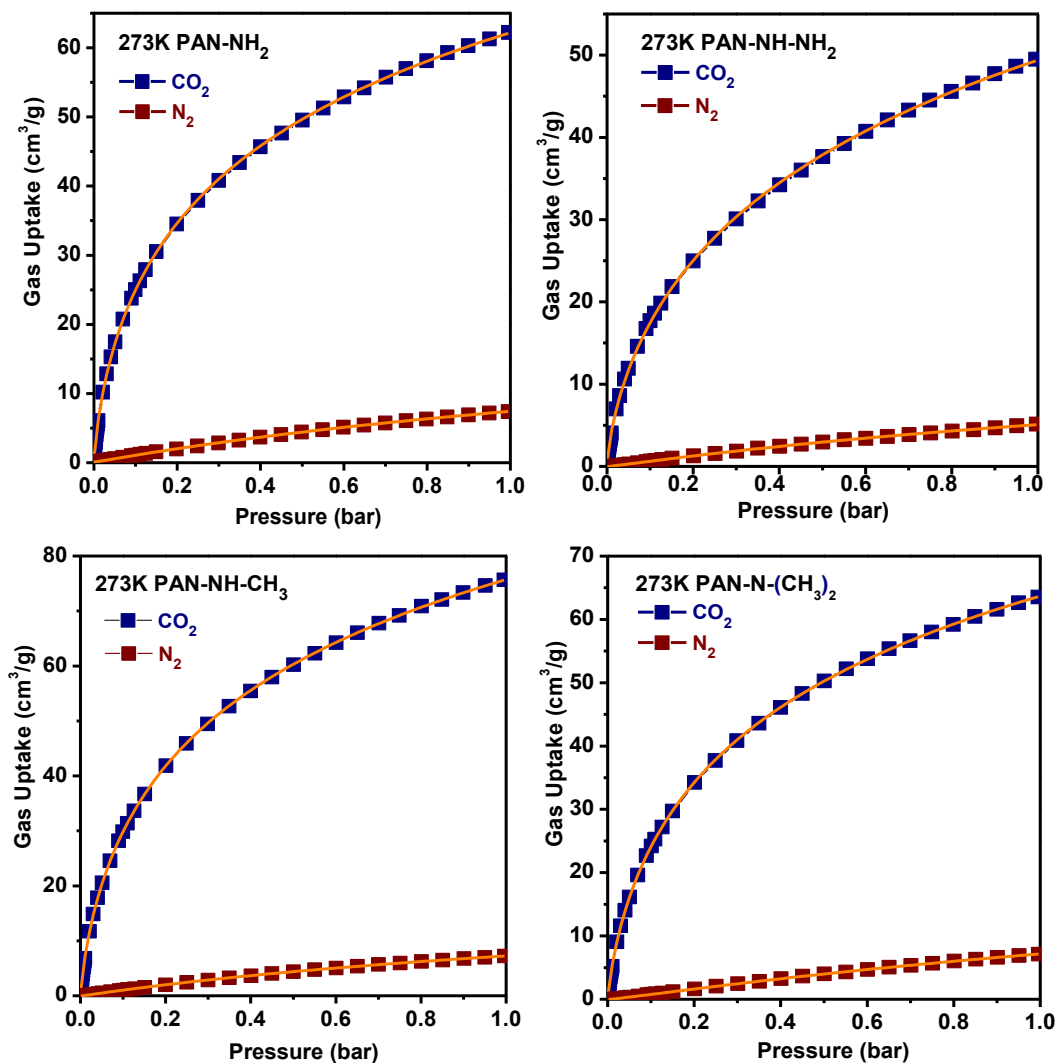 273K PAN-NH2
CO2
N2
Gas Uptake (cm3/g)
60
50
40
30
20
10
0
0.0 0.2 0.4 0.6 0.8 1.0
Pressure (bar)
273K PAN-NH-NH2
CO2
N2
Gas Uptake (cm3/g)
50
40
30
20
10
0
0.0 0.2 0.4 0.6 0.8 1.0
Pressure (bar)
273K PAN-NH-CH3
CO2
N2
Gas Uptake (cm3/g)
80
60
40
20
0
0.0 0.2 0.4 0.6 0.8 1.0
Pressure (bar)
273K PAN-N-(CH3)2
CO2
N2
Gas Uptake (cm3/g)
70
60
50
40
30
20
10
0
0.0 0.2 0.4 0.6 0.8 1.0
Pressure (bar)